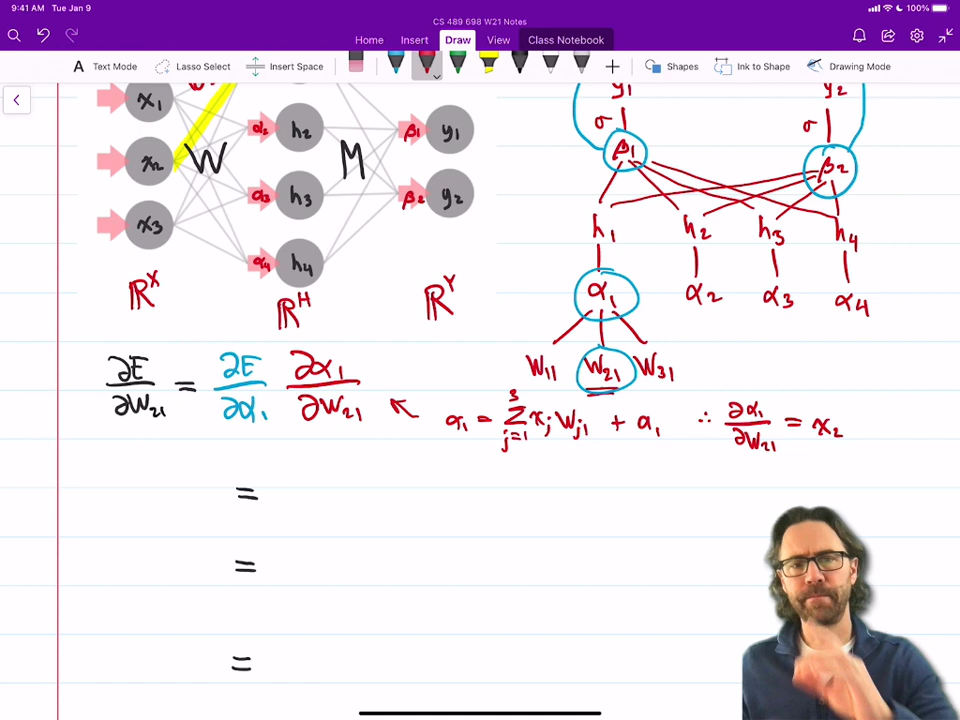 9:41 AM Tue Jan 9
100%
CS 489 698 W21 Notes
Home Insert Draw View Class Notebook
Text Mode Lasso Select Insert Space Shapes Ink to Shape Drawing Mode
x₁
α₂ h₂
x₂ W M β₁ y₁
α₃ h₃ β₂ y₂
x₃
α₄ h₄
ℝˣ ℝᴴ ℝʸ
y₁ y₂
σ σ
β₁ β₂
h₁ h₂ h₃ h₄
α₁ α₂ α₃ α₄
W₁₁ W₂₁ W₃₁
∂E/∂W₂₁ = ∂E/∂α₁ ∂α₁/∂W₂₁
α₁ = Σ_{j=1}^{3} xⱼ Wⱼ₁ + a₁ ∴ ∂α₁/∂W₂₁ = x₂
=
=
=